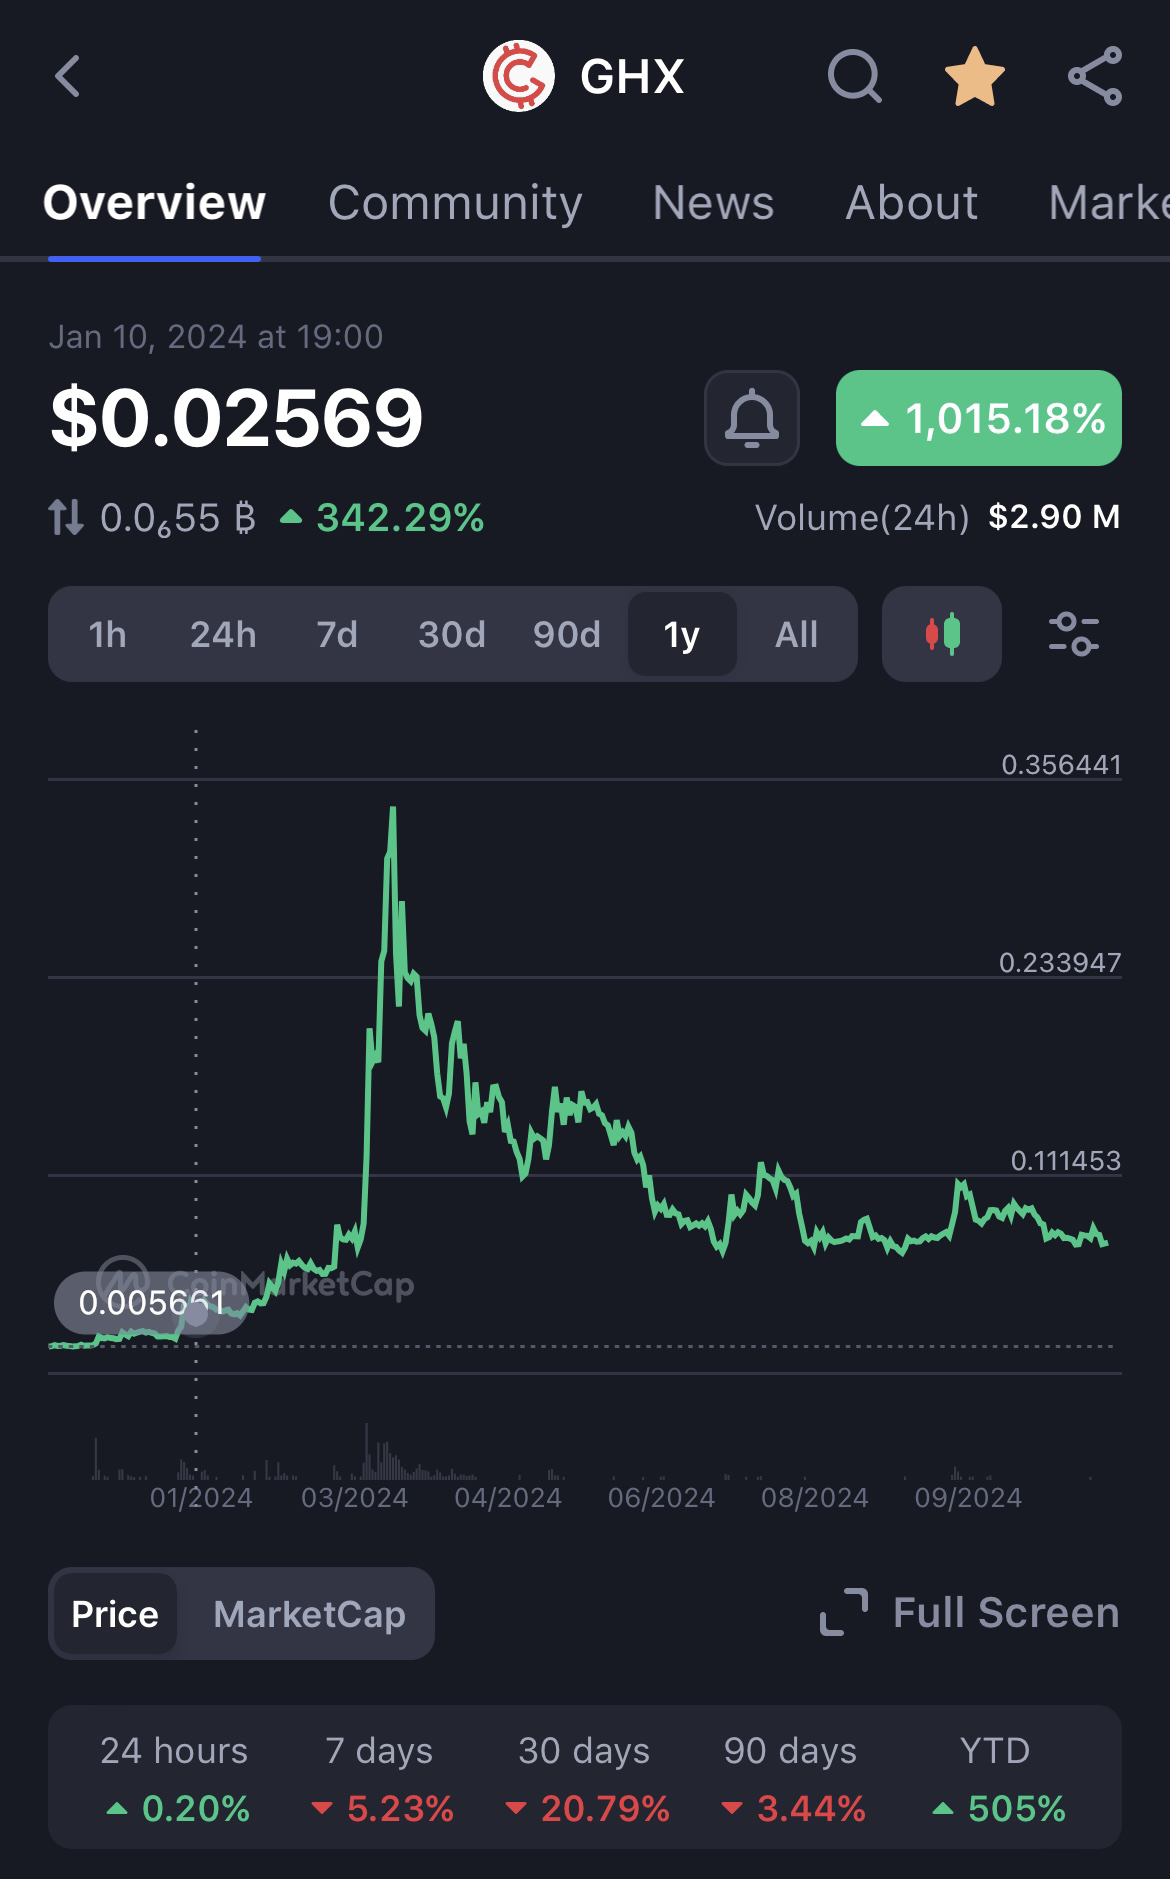 GHX
Overview Community News About Marke
Jan 10, 2024 at 19:00
$0.02569
1,015.18%
0.0₆55 ₿ 342.29% Volume(24h) $2.90 M
1h 24h 7d 30d 90d 1y All
0.356441
0.233947
0.111453
CoinMarketCap
0.005661
01/2024 03/2024 04/2024 06/2024 08/2024 09/2024
Price MarketCap Full Screen
24 hours 7 days 30 days 90 days YTD
0.20% 5.23% 20.79% 3.44% 505%